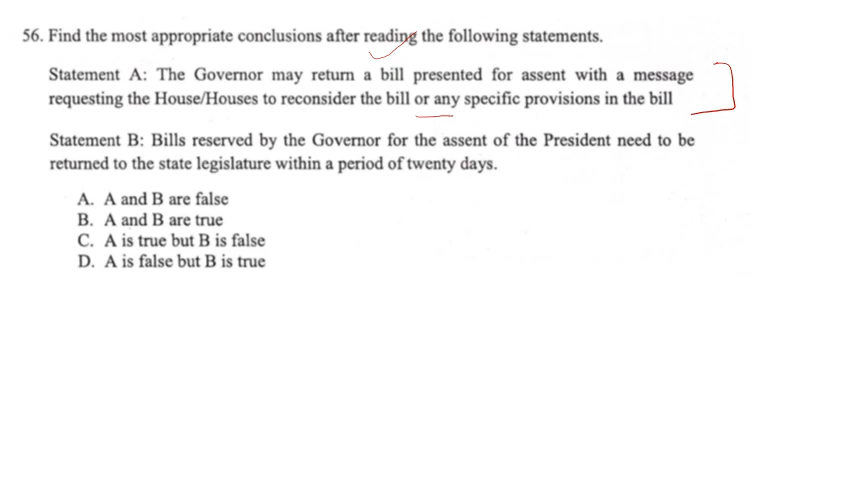 56. Find the most appropriate conclusions after reading the following statements.
Statement A: The Governor may return a bill presented for assent with a message
requesting the House/Houses to reconsider the bill or any specific provisions in the bill
Statement B: Bills reserved by the Governor for the assent of the President need to be
returned to the state legislature within a period of twenty days.
A. A and B are false
B. A and B are true
C. A is true but B is false
D. A is false but B is true